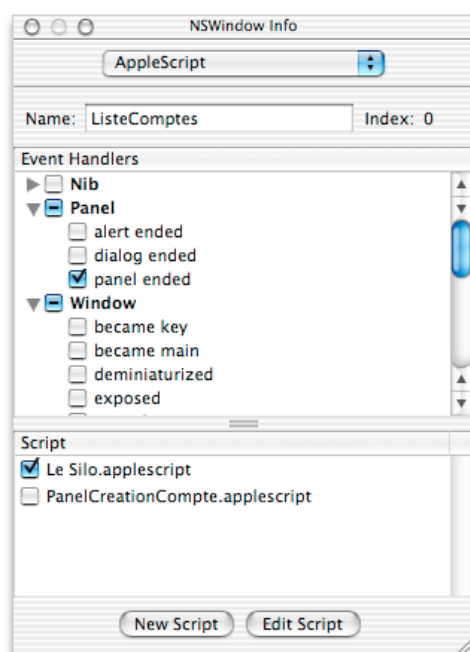 NSWindow Info
AppleScript
Name: ListeComptes Index: 0
Event Handlers
Nib
Panel
alert ended
dialog ended
panel ended
Window
became key
became main
deminiaturized
exposed
Script
Le Silo.applescript
PanelCreationCompte.applescript
New Script Edit Script